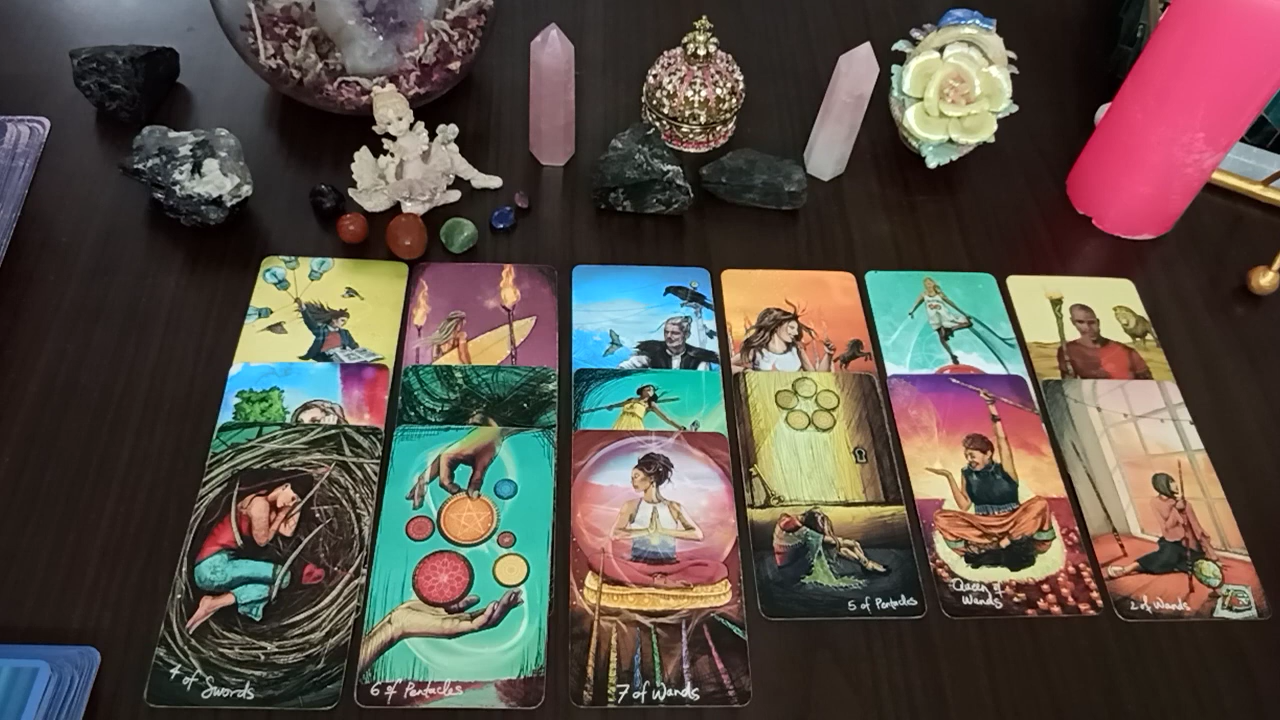 4 of Swords
6 of Pentacles
7 of Wands
5 of Pentacles
Queen of
Wands
2 of Wands